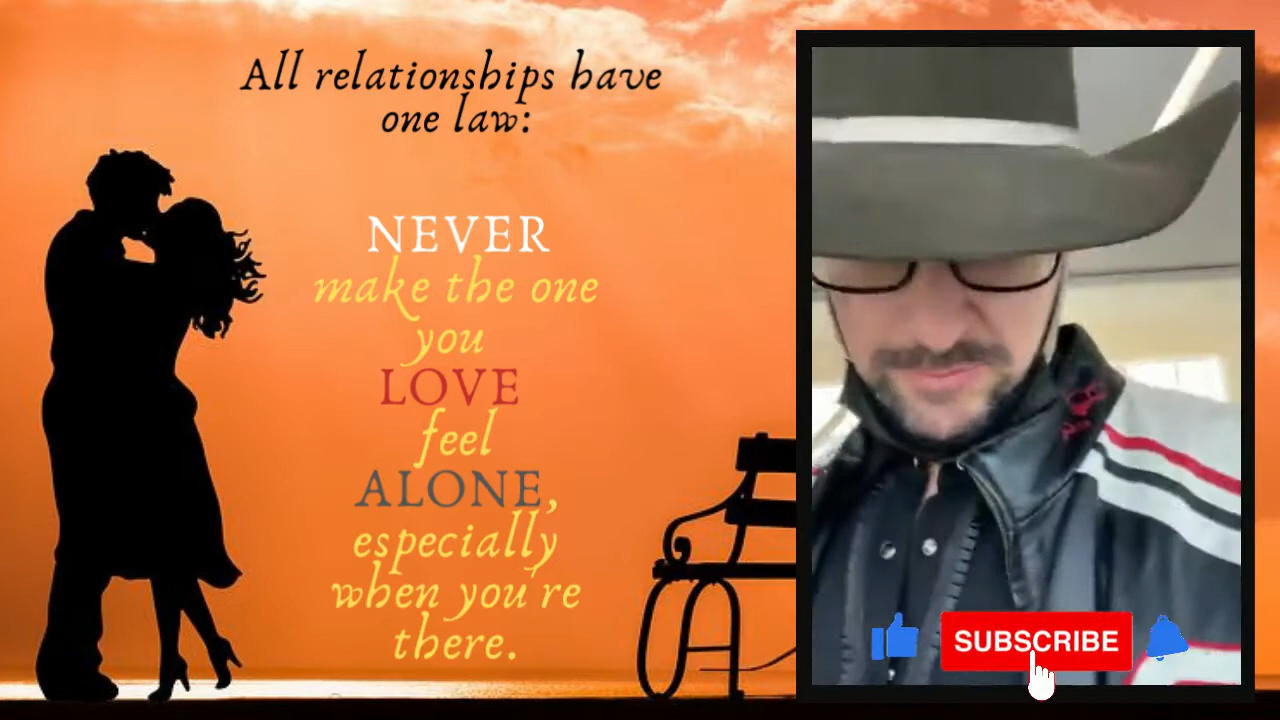 All relationships have
one law:
NEVER
make the one
you
LOVE
feel
ALONE,
especially
when you're
there.
SUBSCRIBE